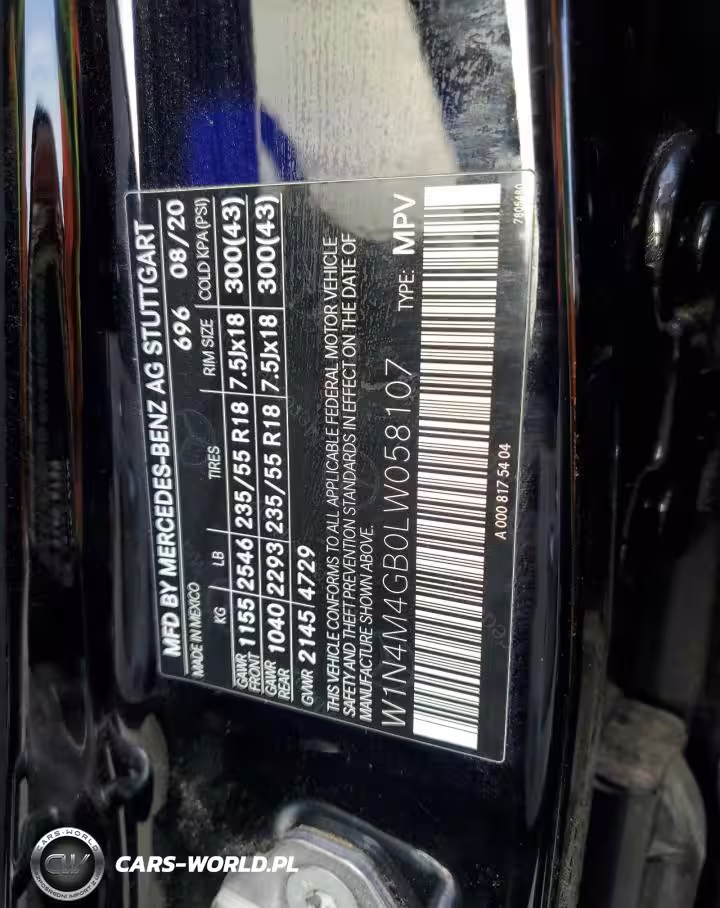 MFD BY MERCEDES-BENZ AG STUTTGART
MADE IN MEXICO 696 08/20
KG LB TIRES RIM SIZE COLD KPA (PSI)
GAWR FRONT 1155 2546 235/55 R18 7.5Jx18 300(43)
GAWR REAR 1040 2293 235/55 R18 7.5Jx18 300(43)
GVWR 2145 4729
THIS VEHICLE CONFORMS TO ALL APPLICABLE FEDERAL MOTOR VEHICLE
SAFETY AND THEFT PREVENTION STANDARDS IN EFFECT ON THE DATE OF
MANUFACTURE SHOWN ABOVE.
W1N4M4GB0LW058107 TYPE: MPV
A 000 817 54 04
CARS-WORLD
CW
CARS-WORLD.PL